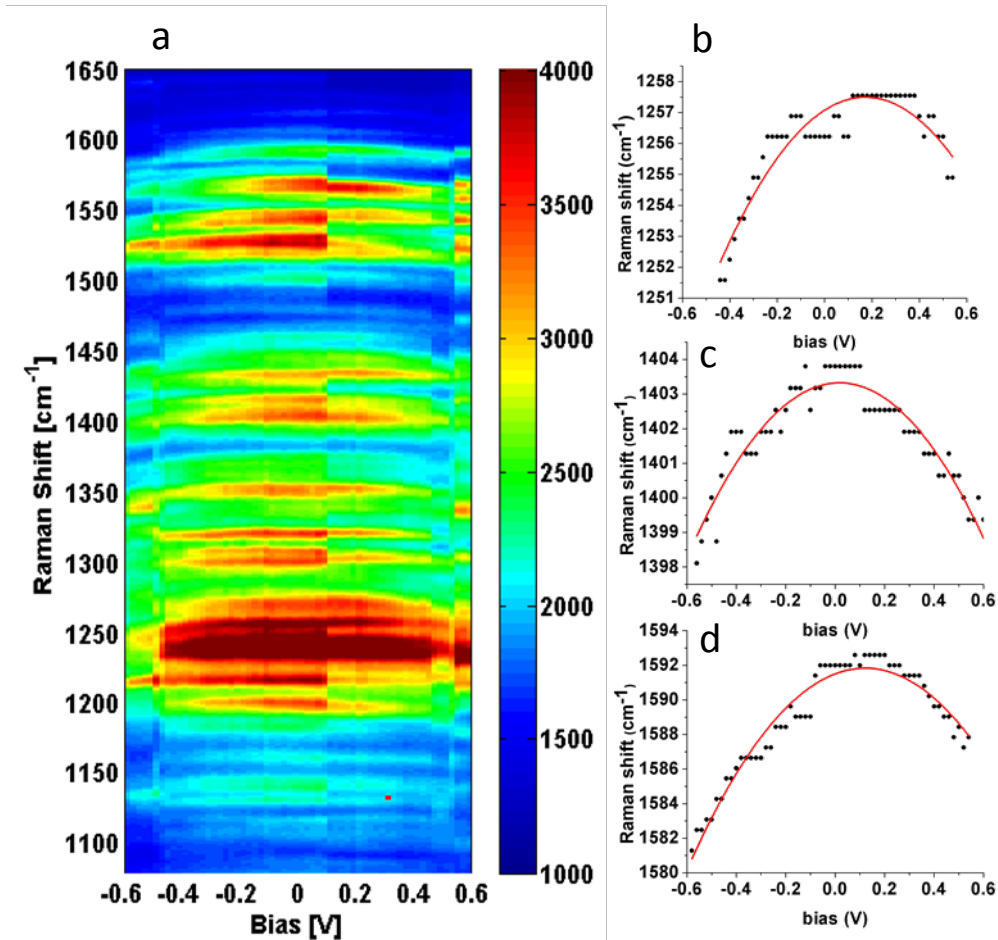 a
1650
1600
1550
1500
1450
1400
1350
1300
1250
1200
1150
1100
Raman Shift [cm⁻¹]
-0.6 -0.4 -0.2 0 0.2 0.4 0.6
Bias [V]
4000
3500
3000
2500
2000
1500
1000
b
1258
1257
1256
1255
1254
1253
1252
1251
Raman shift (cm⁻¹)
-0.6 -0.4 -0.2 0.0 0.2 0.4 0.6
bias (V)
c
1404
1403
1402
1401
1400
1399
1398
Raman shift (cm⁻¹)
-0.6 -0.4 -0.2 0.0 0.2 0.4 0.6
bias (V)
d
1594
1592
1590
1588
1586
1584
1582
1580
Raman shift (cm⁻¹)
-0.6 -0.4 -0.2 0.0 0.2 0.4 0.6
bias (V)